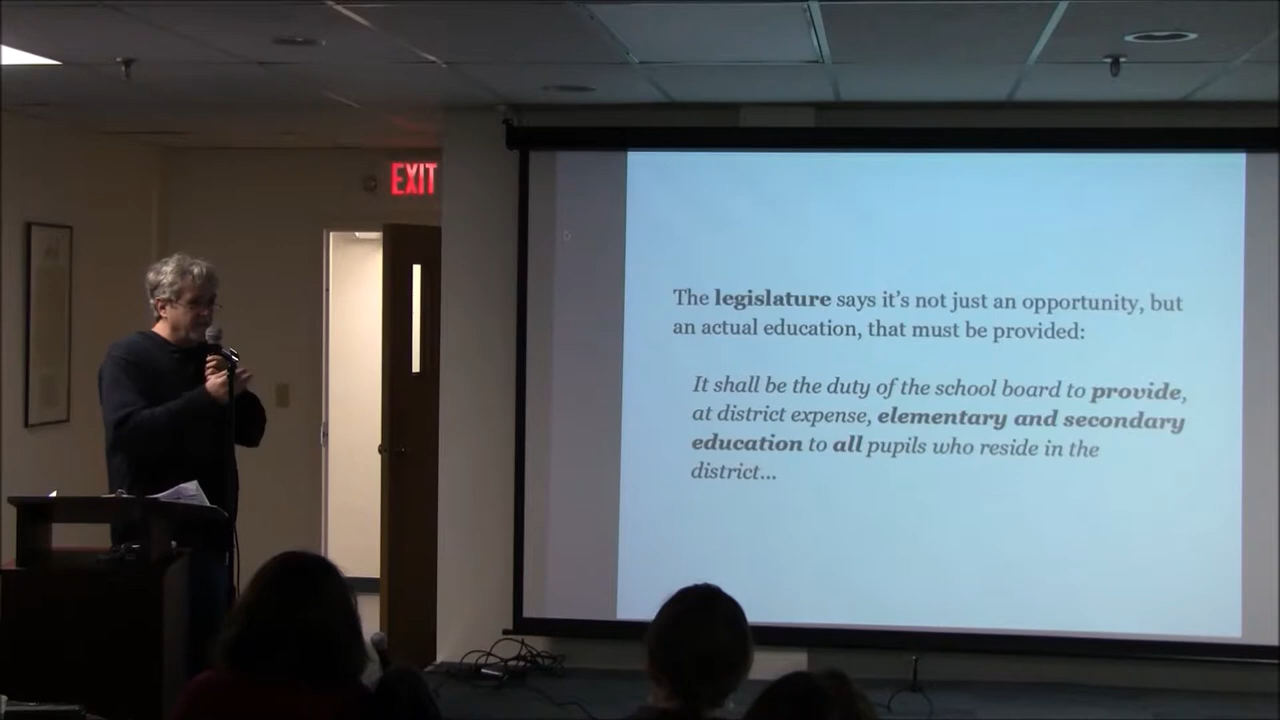 EXIT
The legislature says it's not just an opportunity, but
an actual education, that must be provided:
It shall be the duty of the school board to provide,
at district expense, elementary and secondary
education to all pupils who reside in the
district...